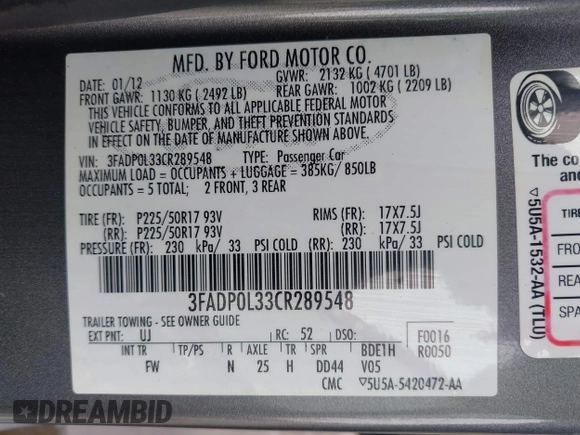 MFD. BY FORD MOTOR CO.
DATE: 01/12 GVWR: 2132 KG ( 4701 LB)
FRONT GAWR: 1130 KG ( 2492 LB) REAR GAWR: 1002 KG ( 2209 LB)
THIS VEHICLE CONFORMS TO ALL APPLICABLE FEDERAL MOTOR
VEHICLE SAFETY, BUMPER, AND THEFT PREVENTION STANDARDS
IN EFFECT ON THE DATE OF MANUFACTURE SHOWN ABOVE.
VIN: 3FADP0L33CR289548 TYPE: Passenger Car
MAXIMUM LOAD = OCCUPANTS + LUGGAGE = 385KG/ 850LB
OCCUPANTS = 5 TOTAL; 2 FRONT, 3 REAR
TIRE (FR): P225/50R17 93V RIMS (FR): 17X7.5J
(RR): P225/50R17 93V (RR): 17X7.5J
PRESSURE (FR): 230 kPa/ 33 PSI COLD (RR): 230 kPa/ 33 PSI COLD
3FADP0L33CR289548
TRAILER TOWING - SEE OWNER GUIDE
EXT PNT: UJ RC: 52 DSO: F0016
INT TR TP/PS R AXLE TR SPR BDE1H R0050
FW N 25 H DD44 V05
CMC ▽5U5A-5420472-AA
The co
an
TIR
FRO
REA
SPA
▽5U5A-1532-AA (TLU)
DREAMBID